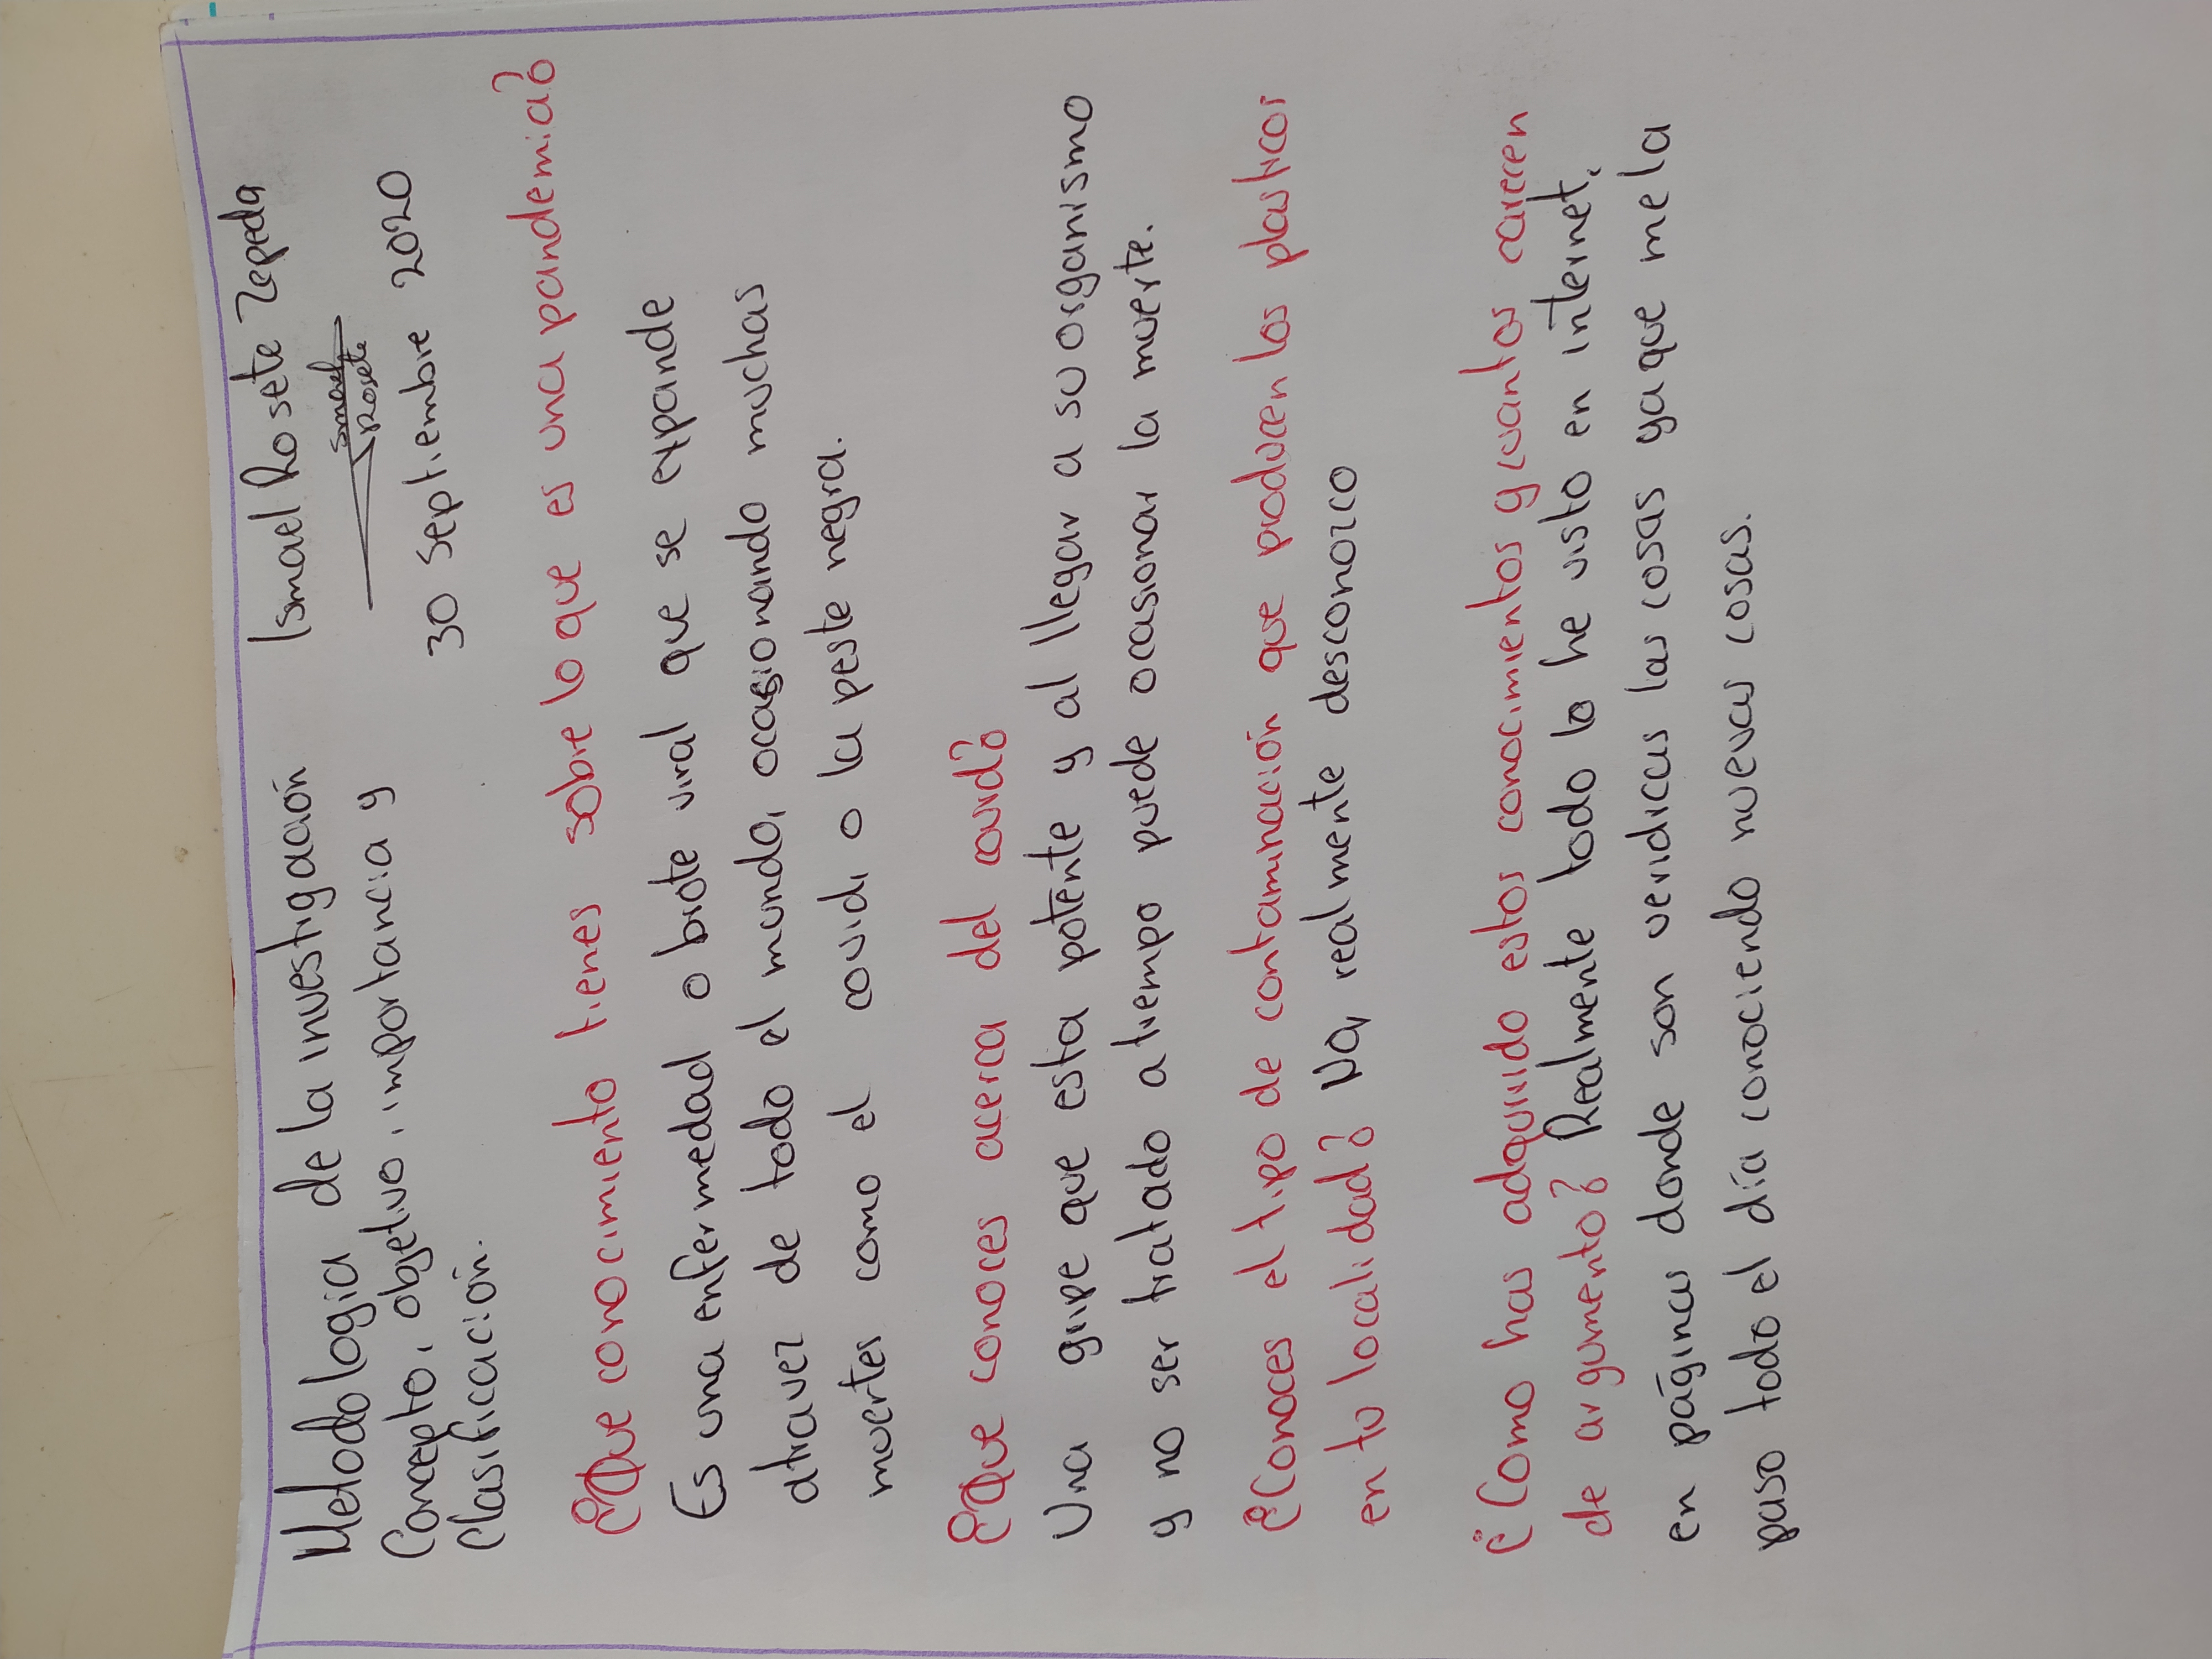 Metodologia de la investigación
Concepto, objetivo, importancia y
Clasificación.
Ismael Rosete Zepeda
Ismael
Rosete
30 Septiembre 2020
¿Que conocimiento tienes sobre lo que es una pandemia?
Es una enfermedad o brote viral que se expande
atravez de todo el mundo, ocasionando muchas
muertes como el covid, o la peste negra.
¿Que conoces acerca del covid?
Una gripe que esta potente y al llegar a su organismo
y no ser tratado a tiempo puede ocasionar la muerte.
¿Conoces el tipo de contaminación que producen los plasticos
en tu localidad? No, realmente desconozco
¿Como has adquirido estos conocimientos y cuantos carecen
de argumento? Realmente todo lo he visto en internet,
en páginas donde son veridicas las cosas ya que me la
paso todo el día conociendo nuevas cosas.